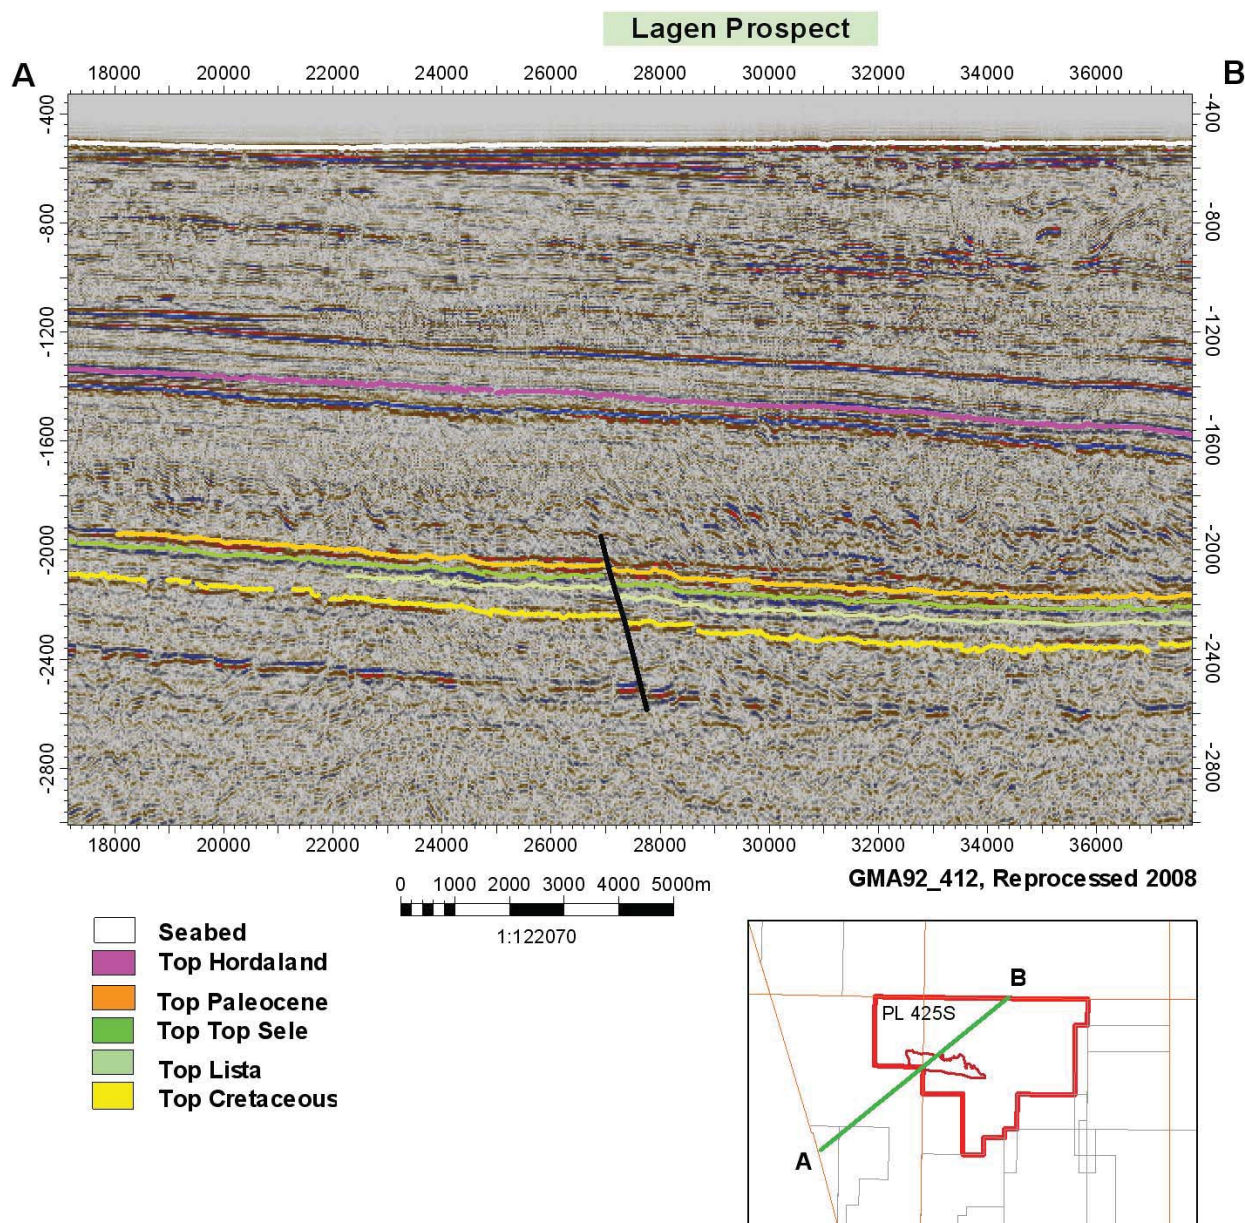 Lagen Prospect
A
B
18000 20000 22000 24000 26000 28000 30000 32000 34000 36000
-400 -400
-800 -800
-1200 -1200
-1600 -1600
-2000 -2000
-2400 -2400
-2800 -2800
18000 20000 22000 24000 26000 28000 30000 32000 34000 36000
GMA92_412, Reprocessed 2008
0 1000 2000 3000 4000 5000m
1:122070
Seabed
Top Hordaland
Top Paleocene
Top Top Sele
Top Lista
Top Cretaceous
B
PL 425S
A